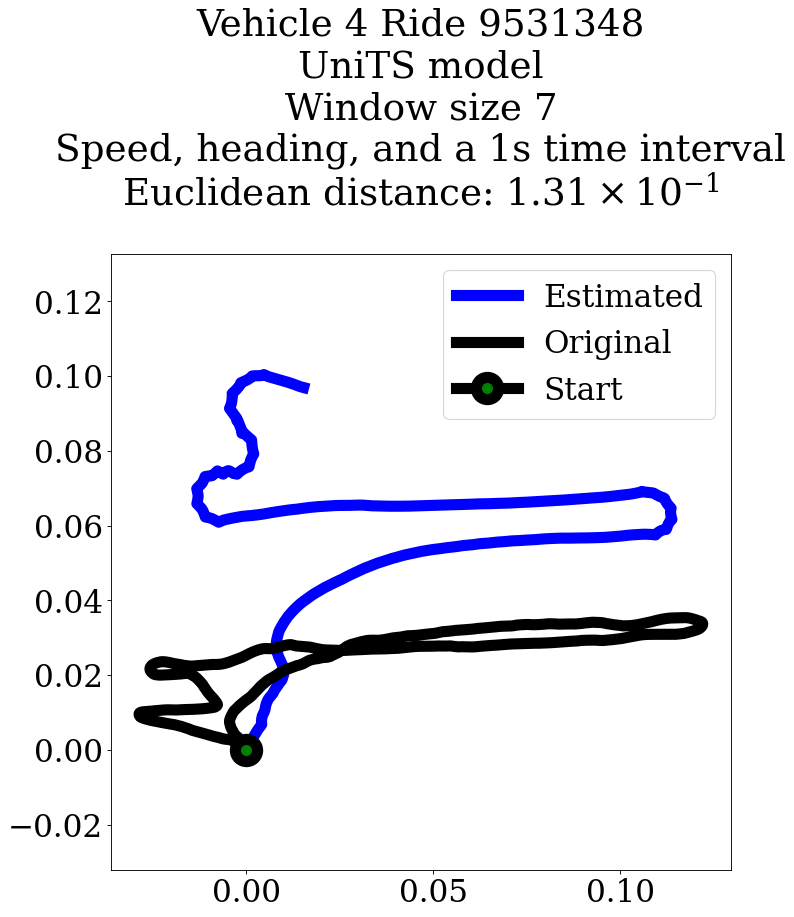 Vehicle 4 Ride 9531348
UniTS model
Window size 7
Speed, heading, and a 1s time interval
Euclidean distance: 1.31 × 10⁻¹
Estimated
Original
Start
0.12
0.10
0.08
0.06
0.04
0.02
0.00
−0.02
0.00 0.05 0.10